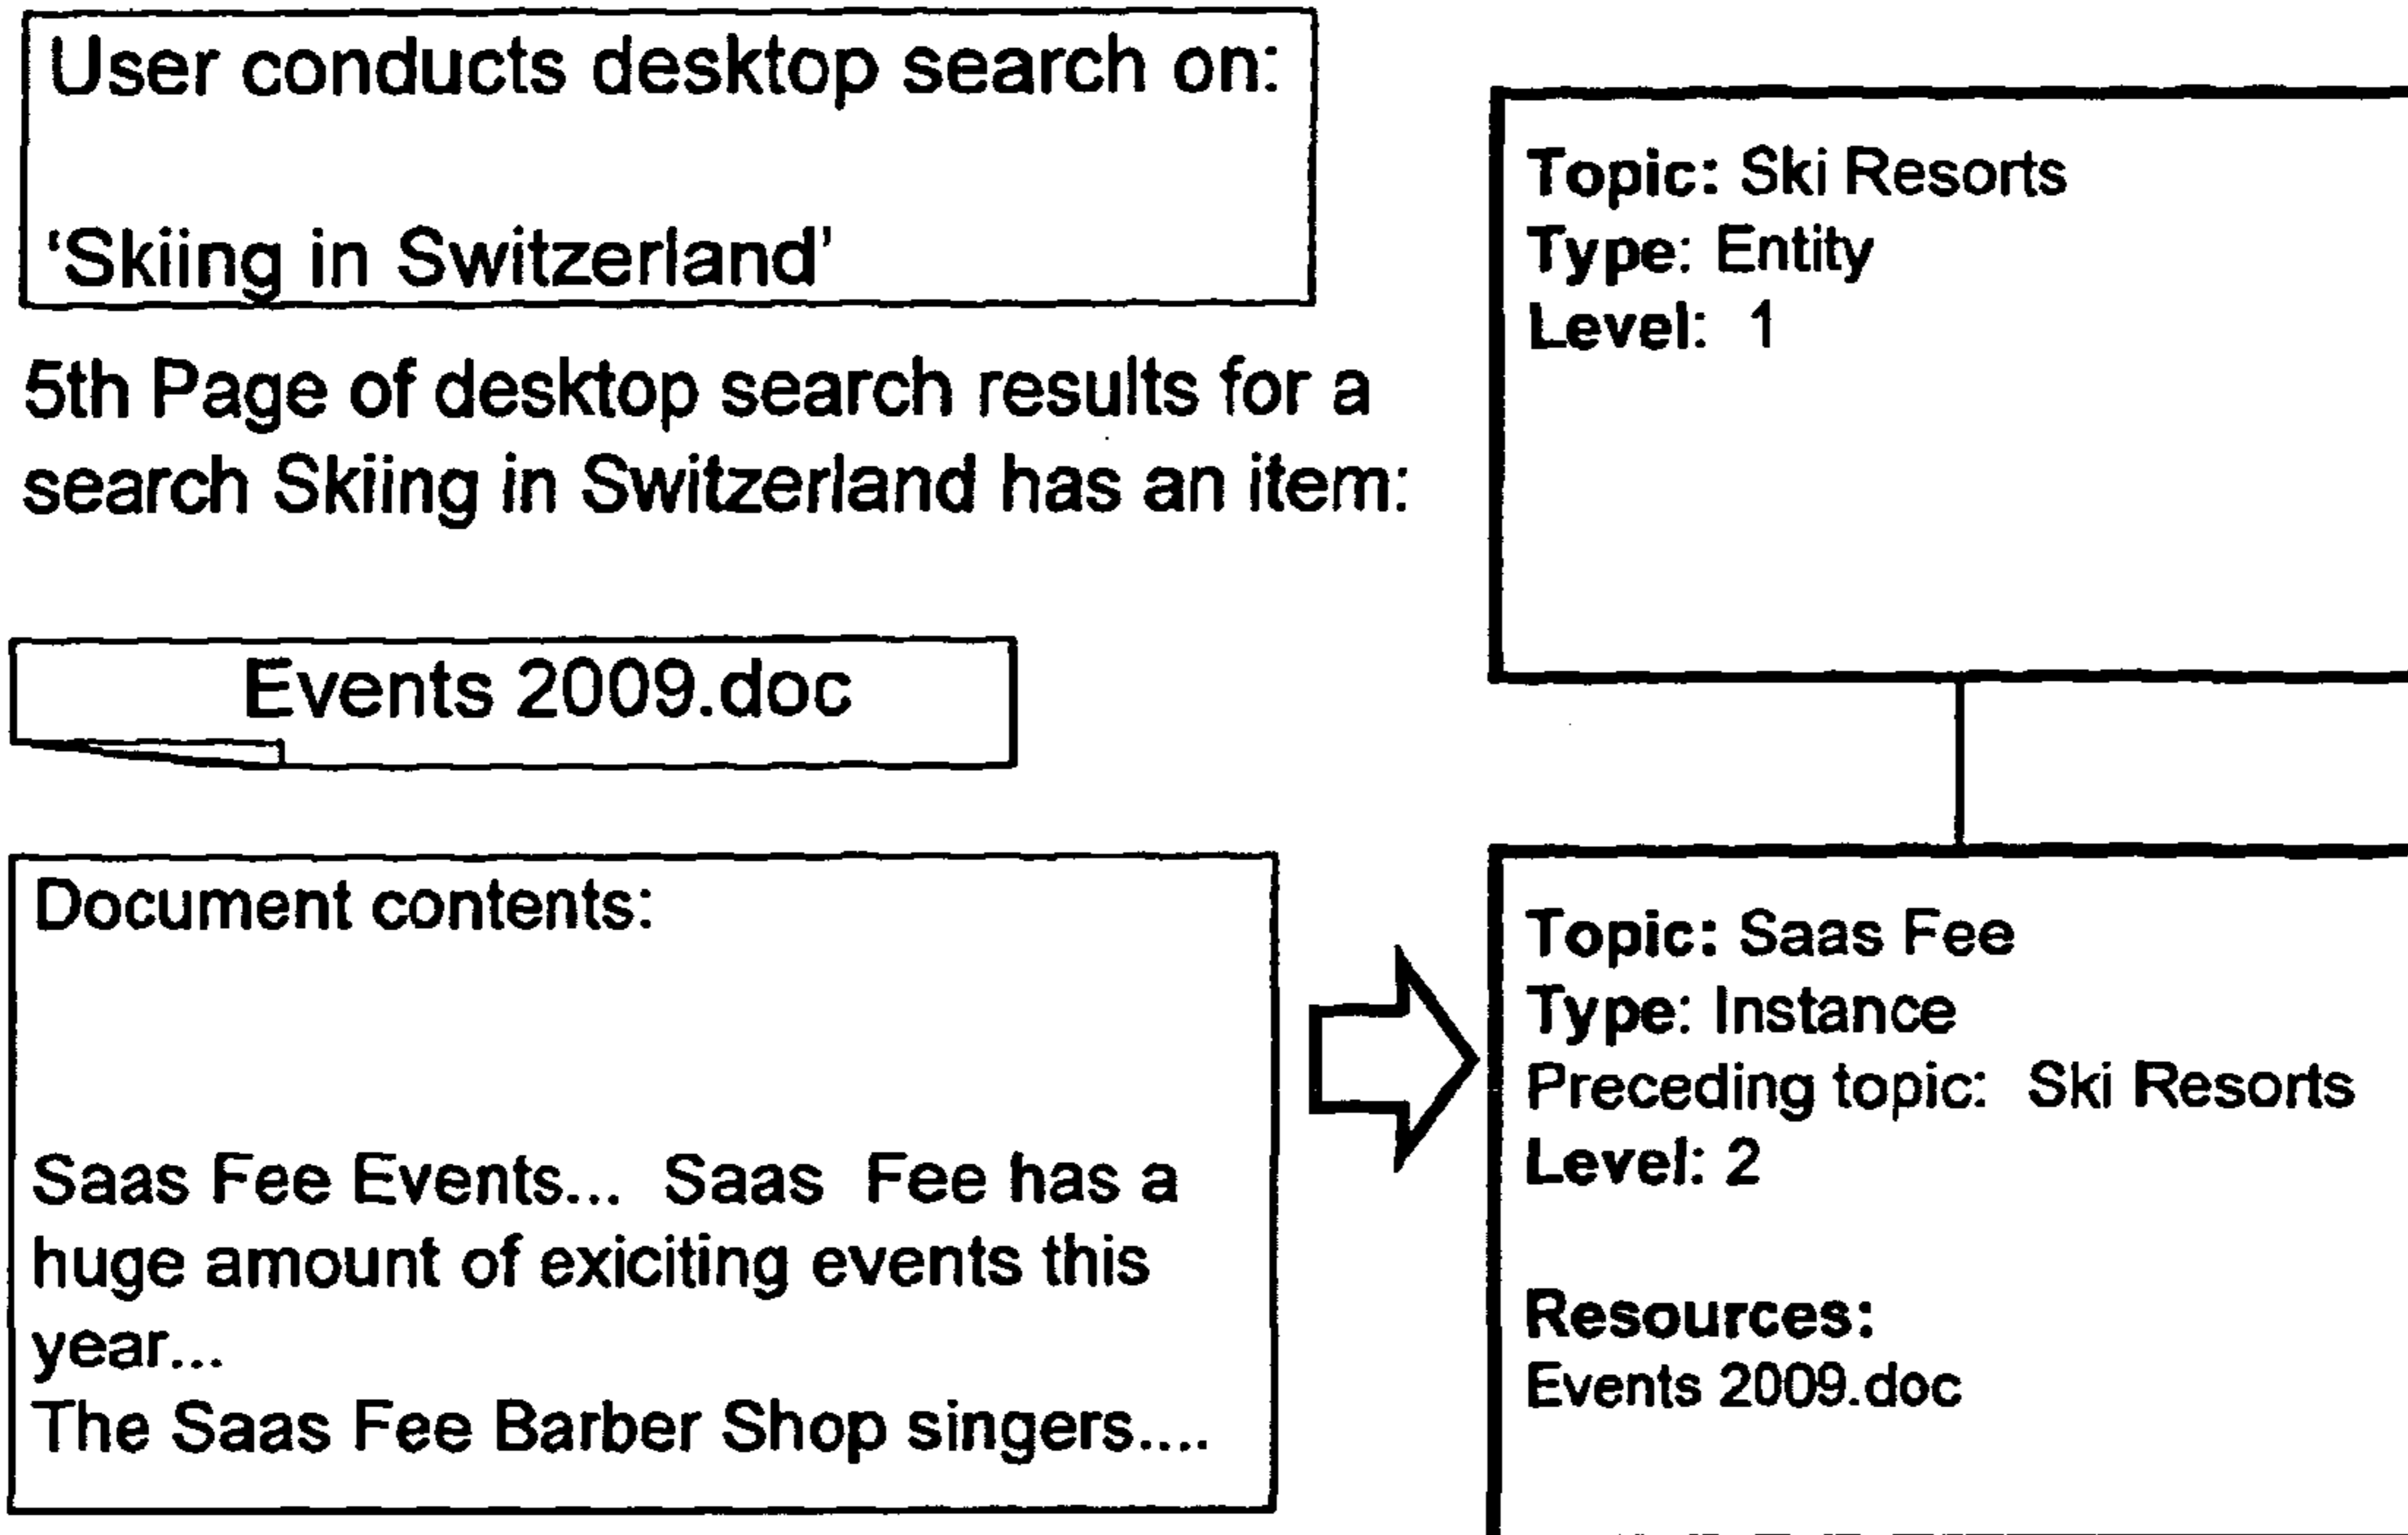 User conducts desktop search on:
‘Skiing in Switzerland’
5th Page of desktop search results for a
search Skiing in Switzerland has an item:
Events 2009.doc
Document contents:
Saas Fee Events... Saas Fee has a
huge amount of exiciting events this
year...
The Saas Fee Barber Shop singers....
Topic: Ski Resorts
Type: Entity
Level: 1
Topic: Saas Fee
Type: Instance
Preceding topic: Ski Resorts
Level: 2
Resources:
Events 2009.doc